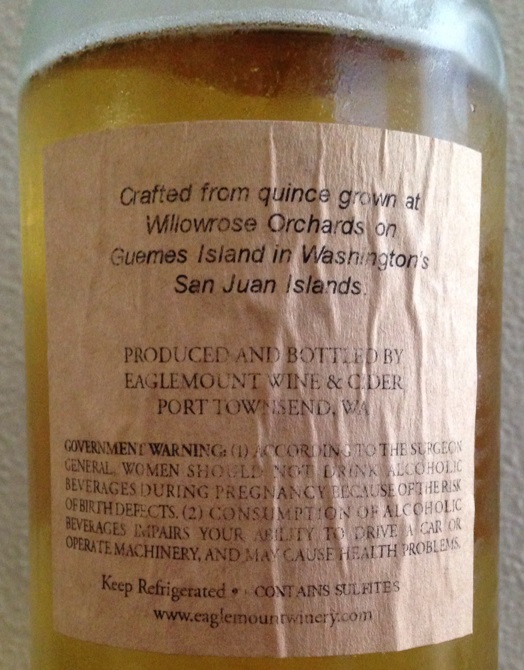 Crafted from quince grown at
Willowrose Orchards on
Guemes Island in Washington's
San Juan Islands.
PRODUCED AND BOTTLED BY
EAGLEMOUNT WINE & CIDER
PORT TOWNSEND, WA
GOVERNMENT WARNING: (1) ACCORDING TO THE SURGEON
GENERAL, WOMEN SHOULD NOT DRINK ALCOHOLIC
BEVERAGES DURING PREGNANCY BECAUSE OF THE RISK
OF BIRTH DEFECTS. (2) CONSUMPTION OF ALCOHOLIC
BEVERAGES IMPAIRS YOUR ABILITY TO DRIVE A CAR OR
OPERATE MACHINERY, AND MAY CAUSE HEALTH PROBLEMS.
Keep Refrigerated • · CONTAINS SULFITES
www.eaglemountwinery.com